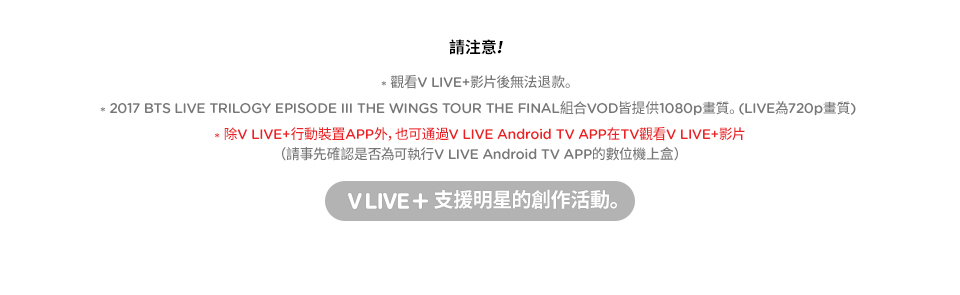 請注意!
* 觀看V LIVE+影片後無法退款。
* 2017 BTS LIVE TRILOGY EPISODE III THE WINGS TOUR THE FINAL組合VOD皆提供1080p畫質。(LIVE為720p畫質)
* 除V LIVE+行動裝置APP外，也可通過V LIVE Android TV APP在TV觀看V LIVE+影片
（請事先確認是否為可執行V LIVE Android TV APP的數位機上盒）
V LIVE+ 支援明星的創作活動。